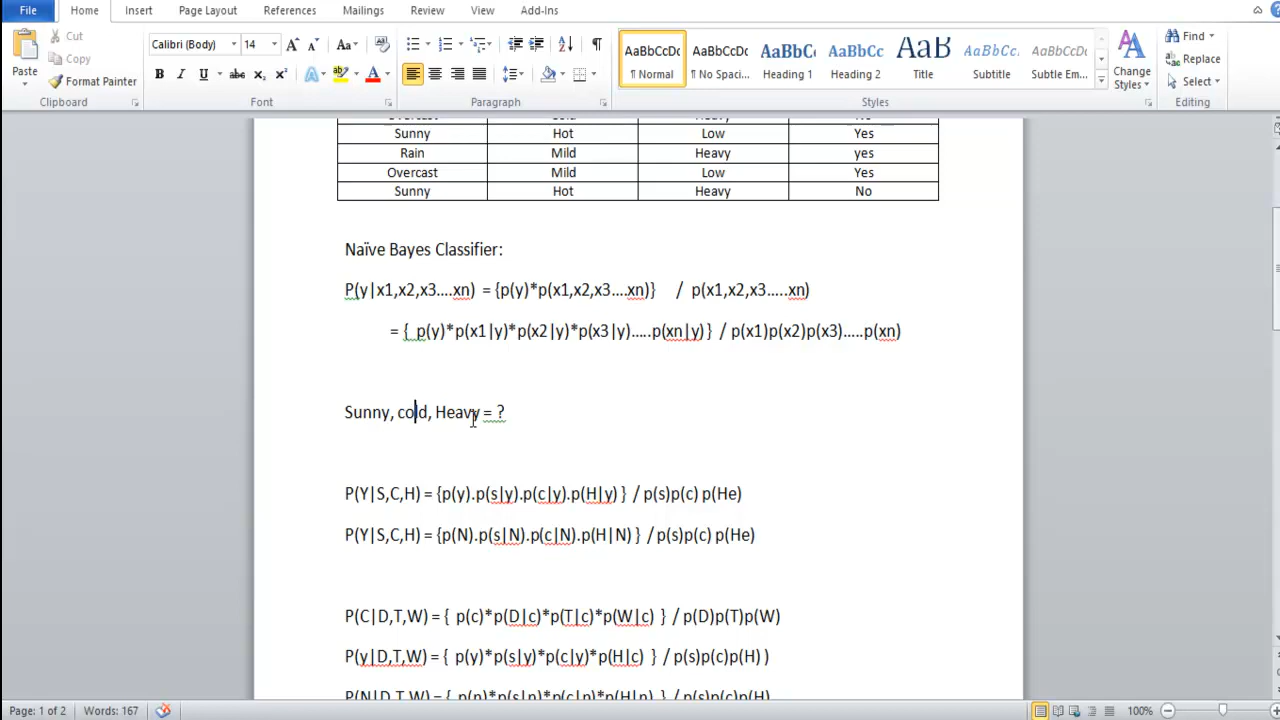 File Home Insert Page Layout References Mailings Review View Add-Ins
Paste Cut Copy Format Painter
Calibri (Body) 14
AaBbCcDc ¶ Normal
AaBbCcDc ¶ No Spaci...
AaBbCc Heading 1
AaBbCc Heading 2
AaB Title
AaBbCc. Subtitle
AaBbCcDc Subtle Em...
Change Styles
Find Replace Select
Clipboard Font Paragraph Styles Editing
Sunny Hot Low Yes
Rain Mild Heavy yes
Overcast Mild Low Yes
Sunny Hot Heavy No
Naïve Bayes Classifier:
P(y|x1,x2,x3....xn) = {p(y)*p(x1,x2,x3....xn)} / p(x1,x2,x3.....xn)
= { p(y)*p(x1|y)*p(x2|y)*p(x3|y).....p(xn|y) } / p(x1)p(x2)p(x3).....p(xn)
Sunny, cold, Heavy = ?
P(Y|S,C,H) = {p(y).p(s|y).p(c|y).p(H|y) } / p(s)p(c) p(He)
P(Y|S,C,H) = {p(N).p(s|N).p(c|N).p(H|N) } / p(s)p(c) p(He)
P(C|D,T,W) = { p(c)*p(D|c)*p(T|c)*p(W|c) } / p(D)p(T)p(W)
P(y|D,T,W) = { p(y)*p(s|y)*p(c|y)*p(H|c) } / p(s)p(c)p(H) )
P(N|D,T,W) = { p(n)*p(s|n)*p(c|n)*p(H|n) } / p(s)p(c)p(H)
Page: 1 of 2 Words: 167 100%